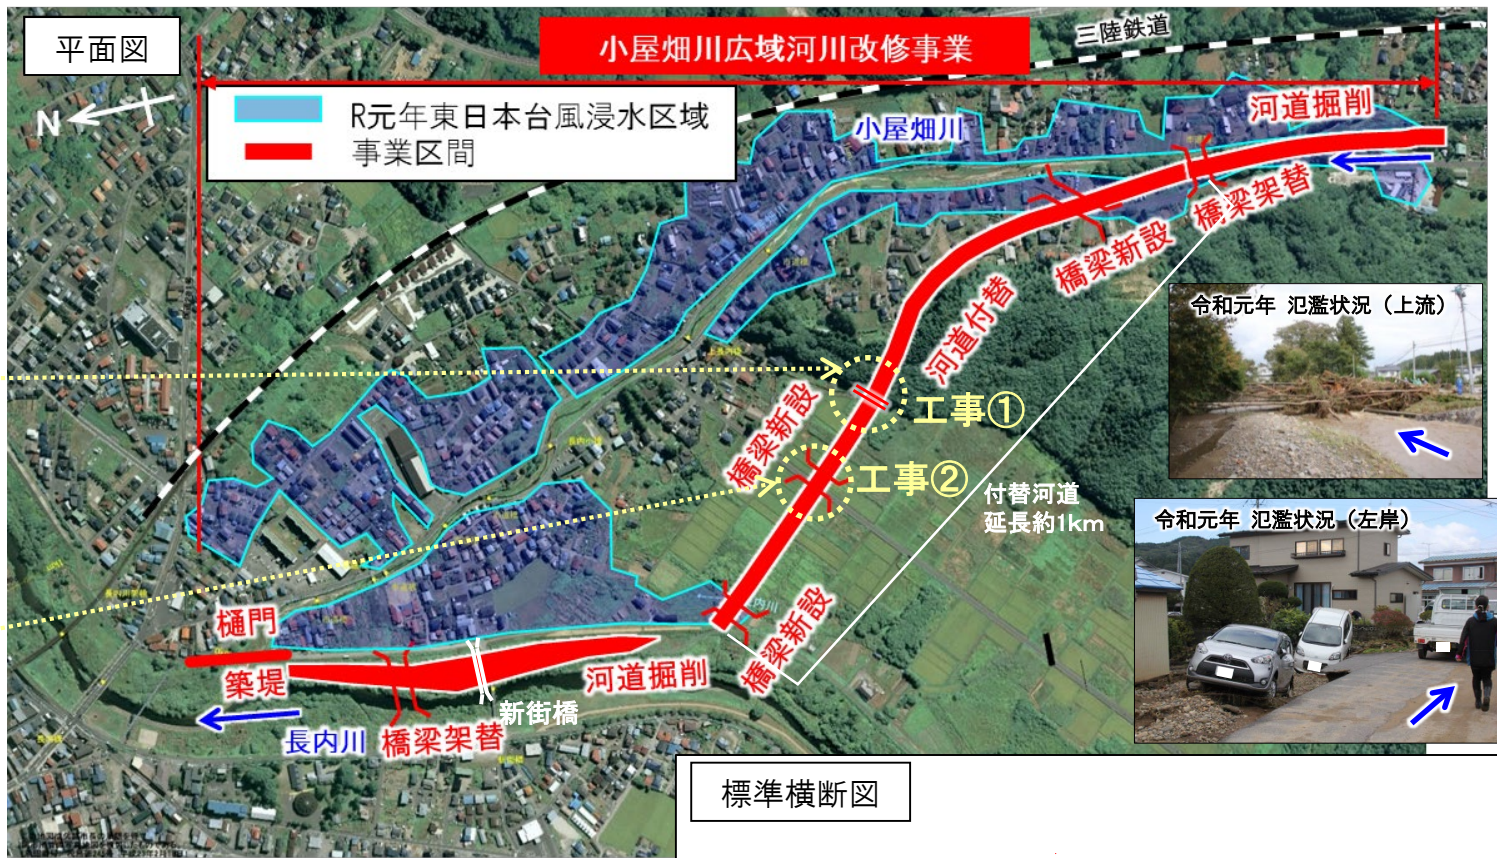 平面図
小屋畑川広域河川改修事業
三陸鉄道
N
R元年東日本台風浸水区域
事業区間
小屋畑川
河道掘削
橋梁架替
橋梁新設
河道付替
令和元年 氾濫状況（上流）
橋梁新設
工事①
工事②
付替河道
延長約1km
令和元年 氾濫状況（左岸）
樋門
築堤
橋梁新設
河道掘削
新街橋
長内川
橋梁架替
標準横断図